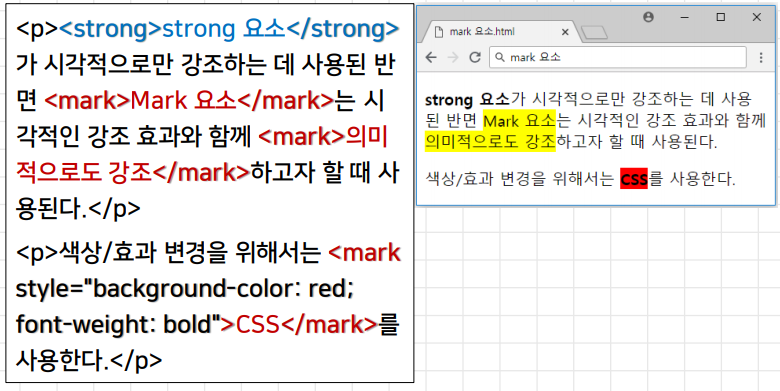 <p><strong>strong 요소</strong>
가 시각적으로만 강조하는 데 사용된 반
면 <mark>Mark 요소</mark>는 시
각적인 강조 효과와 함께 <mark>의미
적으로도 강조</mark>하고자 할 때 사
용된다.</p>
<p>색상/효과 변경을 위해서는 <mark
style="background-color: red;
font-weight: bold">CSS</mark>를
사용한다.</p>
mark 요소.html
mark 요소
strong 요소가 시각적으로만 강조하는 데 사용
된 반면 Mark 요소는 시각적인 강조 효과와 함께
의미적으로도 강조하고자 할 때 사용된다.
색상/효과 변경을 위해서는 CSS를 사용한다.